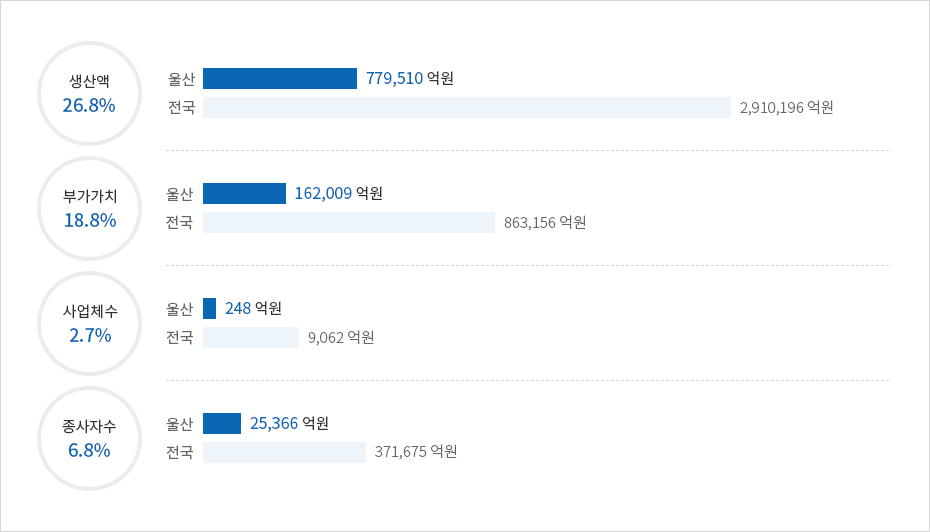 생산액
26.8%
울산 779,510 억원
전국 2,910,196 억원
부가가치
18.8%
울산 162,009 억원
전국 863,156 억원
사업체수
2.7%
울산 248 억원
전국 9,062 억원
종사자수
6.8%
울산 25,366 억원
전국 371,675 억원